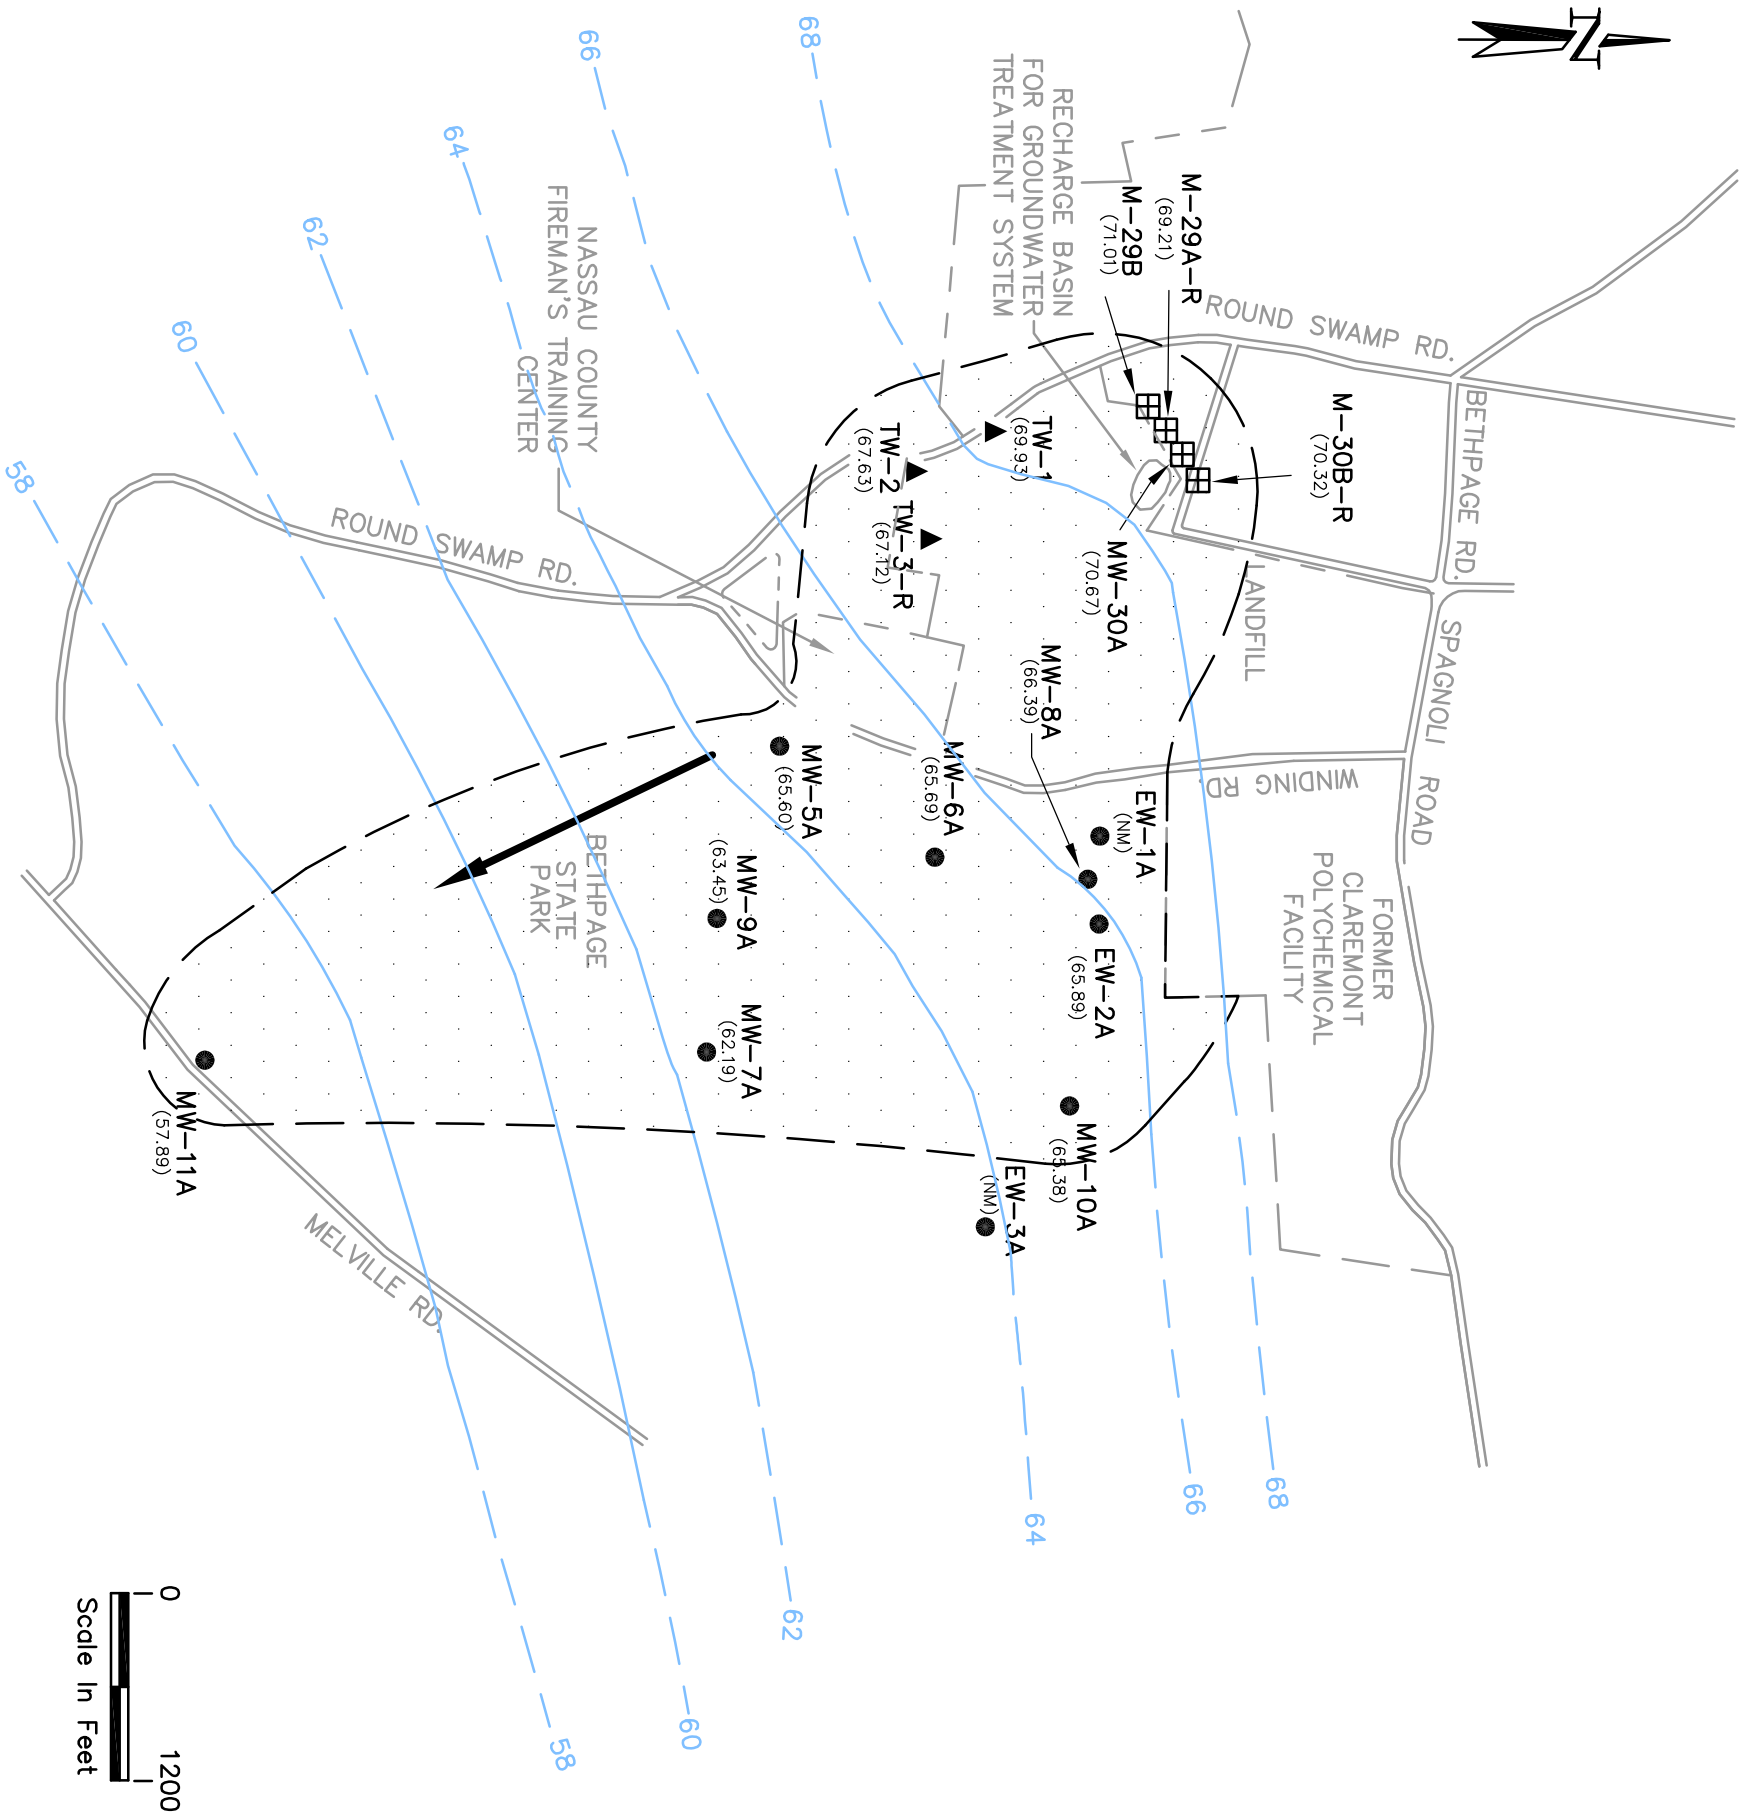 N
BETHPAGE RD.
SPAGNOLI
ROAD
ROUND SWAMP RD.
WINDING RD.
FORMER
CLAREMONT
POLYCHEMICAL
FACILITY
LANDFILL
M-30B-R
(70.32)
M-29A-R
(69.21)
M-29B
(71.01)
MW-30A
(70.67)
RECHARGE BASIN
FOR GROUNDWATER
TREATMENT SYSTEM
TW-1
(69.93)
TW-2
(67.63)
TW-3-R
(67.12)
EW-1A
(NM)
MW-8A
(66.39)
EW-2A
(65.89)
MW-10A
(65.38)
EW-3A
(NM)
MW-6A
(65.69)
MW-5A
(65.60)
MW-9A
(63.45)
MW-7A
(62.19)
NASSAU COUNTY
FIREMAN'S TRAINING
CENTER
BETHPAGE
STATE
PARK
ROUND SWAMP RD.
MELVILLE RD.
MW-11A
(57.89)
68
66
64
62
60
58
68
66
64
62
60
58
0
1200
Scale In Feet